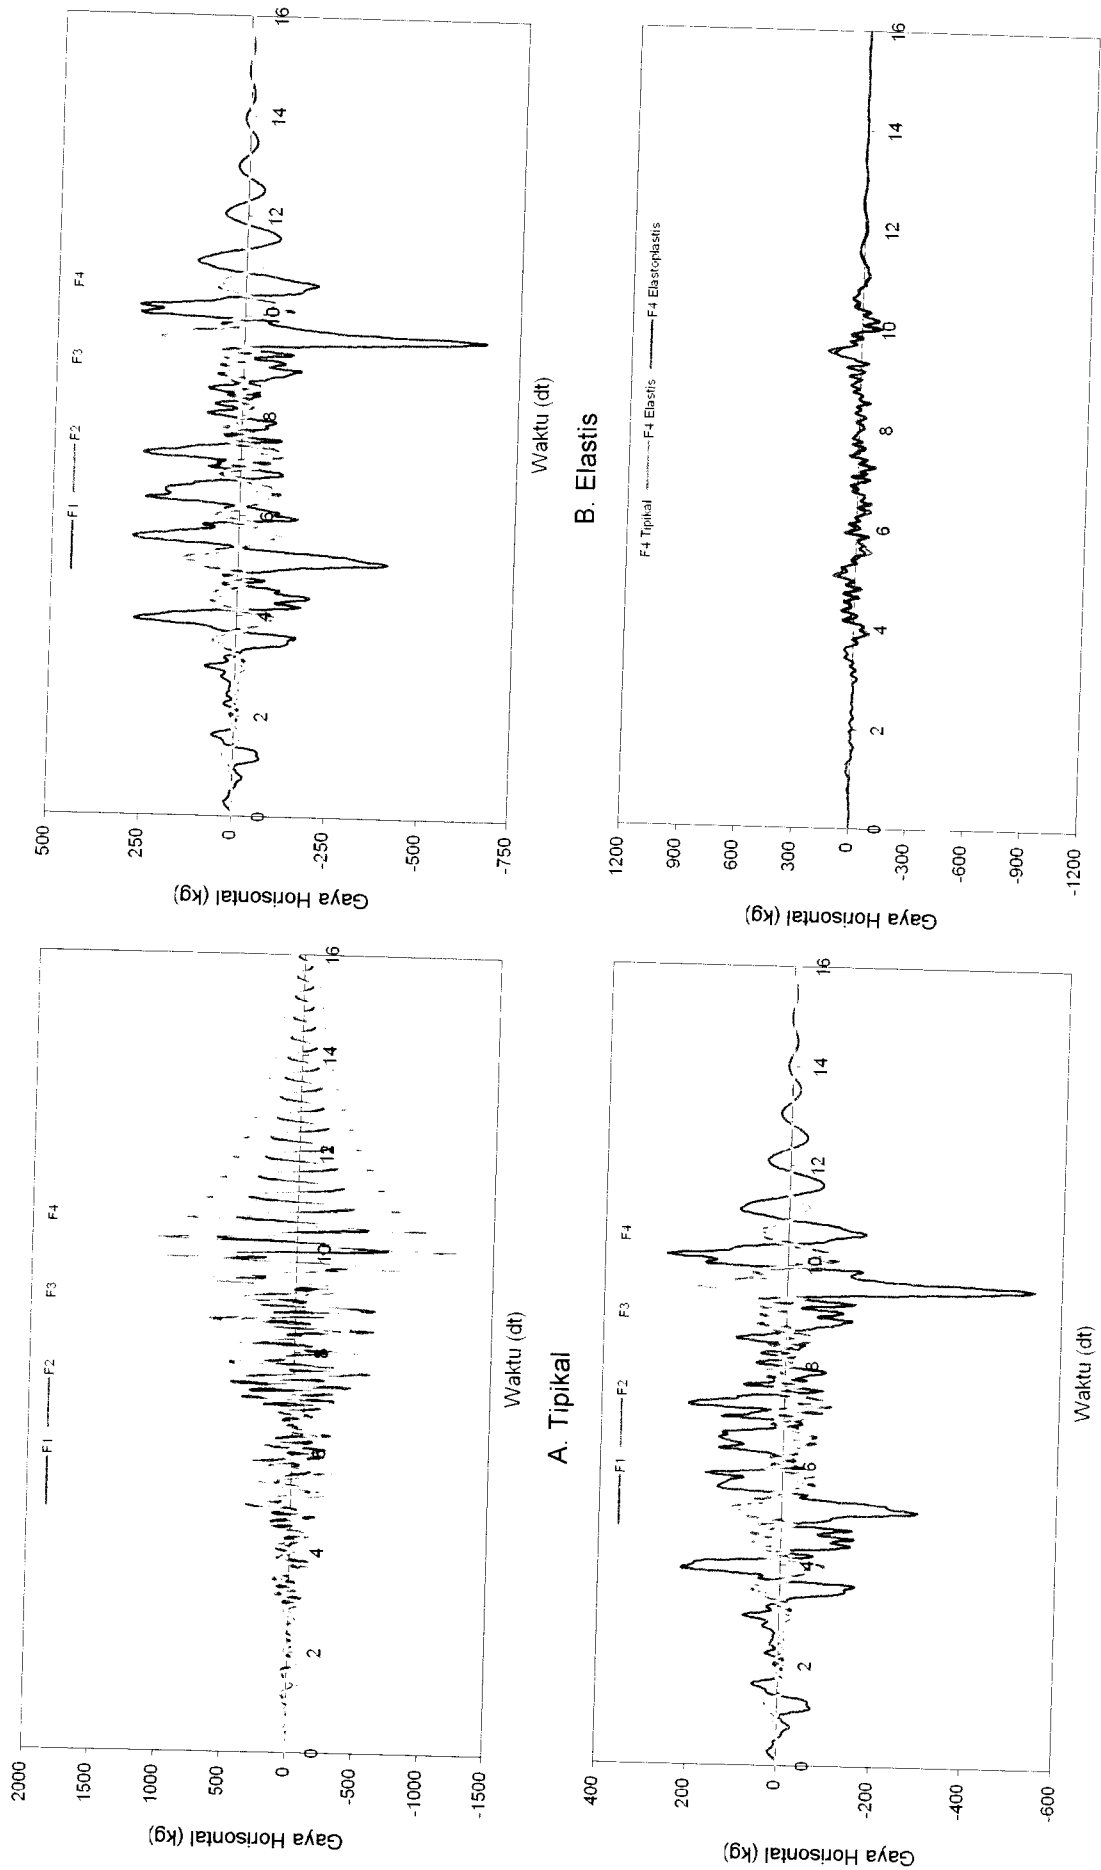 F1 F2 F3 F4
2000
1500
1000
500
0
-500
-1000
-1500
Gaya Horisontal (kg)
0 2 4 6 8 10 12 14 16
Waktu (dt)
A. Tipikal
F1 F2 F3 F4
500
250
0
-250
-500
-750
Gaya Horisontal (kg)
0 2 4 6 8 10 12 14 16
Waktu (dt)
B. Elastis
F1 F2 F3 F4
400
200
0
-200
-400
-600
Gaya Horisontal (kg)
0 2 4 6 8 10 12 14 16
Waktu (dt)
F4 Tipikal F4 Elastis F4 Elastoplastis
1200
900
600
300
0
-300
-600
-900
-1200
Gaya Horisontal (kg)
0 2 4 6 8 10 12 14 16